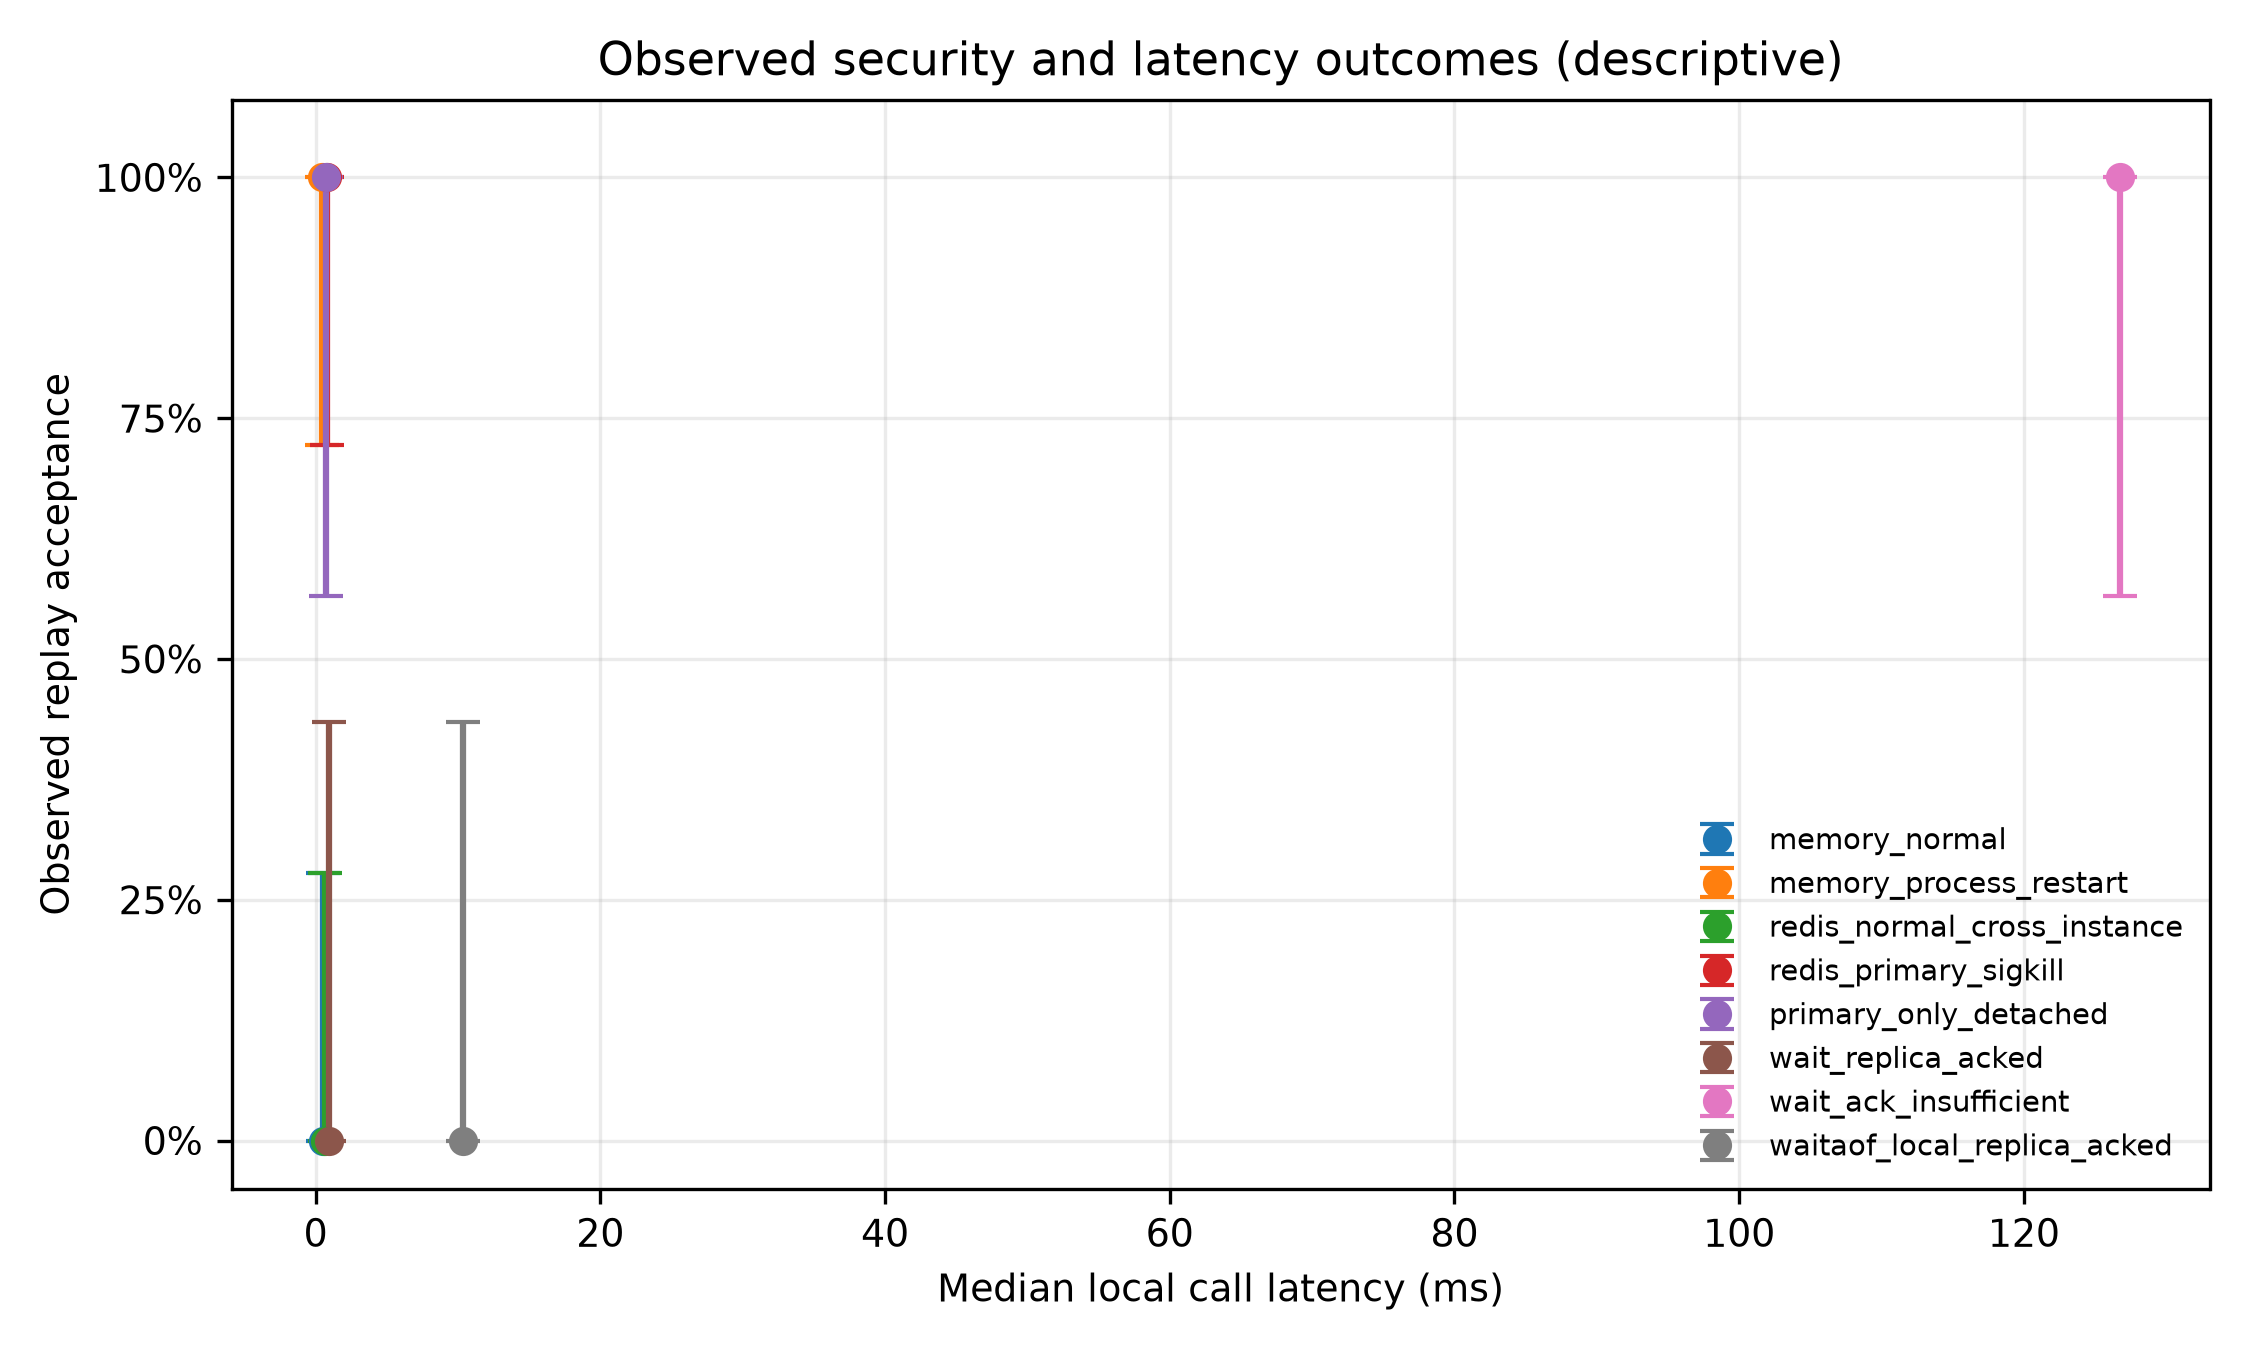 Observed security and latency outcomes (descriptive)
Observed replay acceptance
100%
75%
50%
25%
0%
memory_normal
memory_process_restart
redis_normal_cross_instance
redis_primary_sigkill
primary_only_detached
wait_replica_acked
wait_ack_insufficient
waitaof_local_replica_acked
0 20 40 60 80 100 120
Median local call latency (ms)